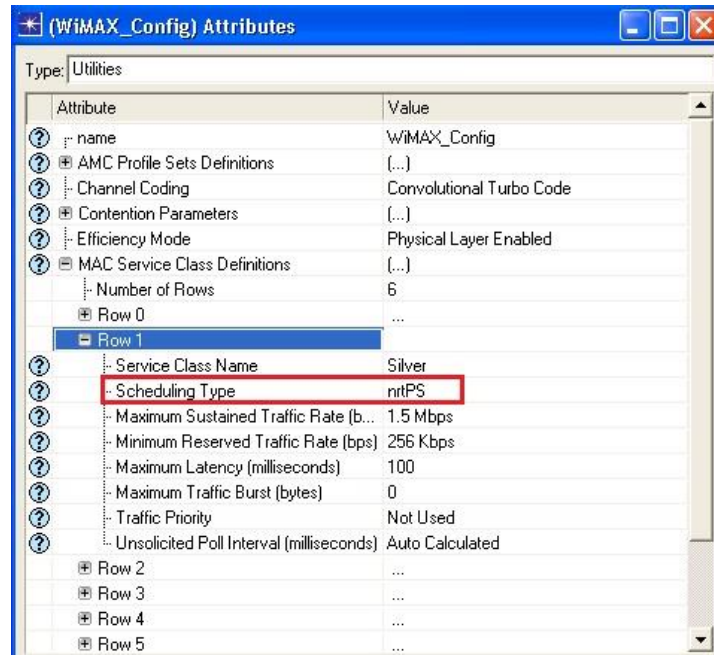 (WiMAX_Config) Attributes
Type: Utilities
Attribute Value
name WiMAX_Config
AMC Profile Sets Definitions (...)
Channel Coding Convolutional Turbo Code
Contention Parameters (...)
Efficiency Mode Physical Layer Enabled
MAC Service Class Definitions (...)
Number of Rows 6
Row 0 ...
Row 1
Service Class Name Silver
Scheduling Type nrtPS
Maximum Sustained Traffic Rate (b... 1.5 Mbps
Minimum Reserved Traffic Rate (bps) 256 Kbps
Maximum Latency (milliseconds) 100
Maximum Traffic Burst (bytes) 0
Traffic Priority Not Used
Unsolicited Poll Interval (milliseconds) Auto Calculated
Row 2 ...
Row 3 ...
Row 4 ...
Row 5 ...